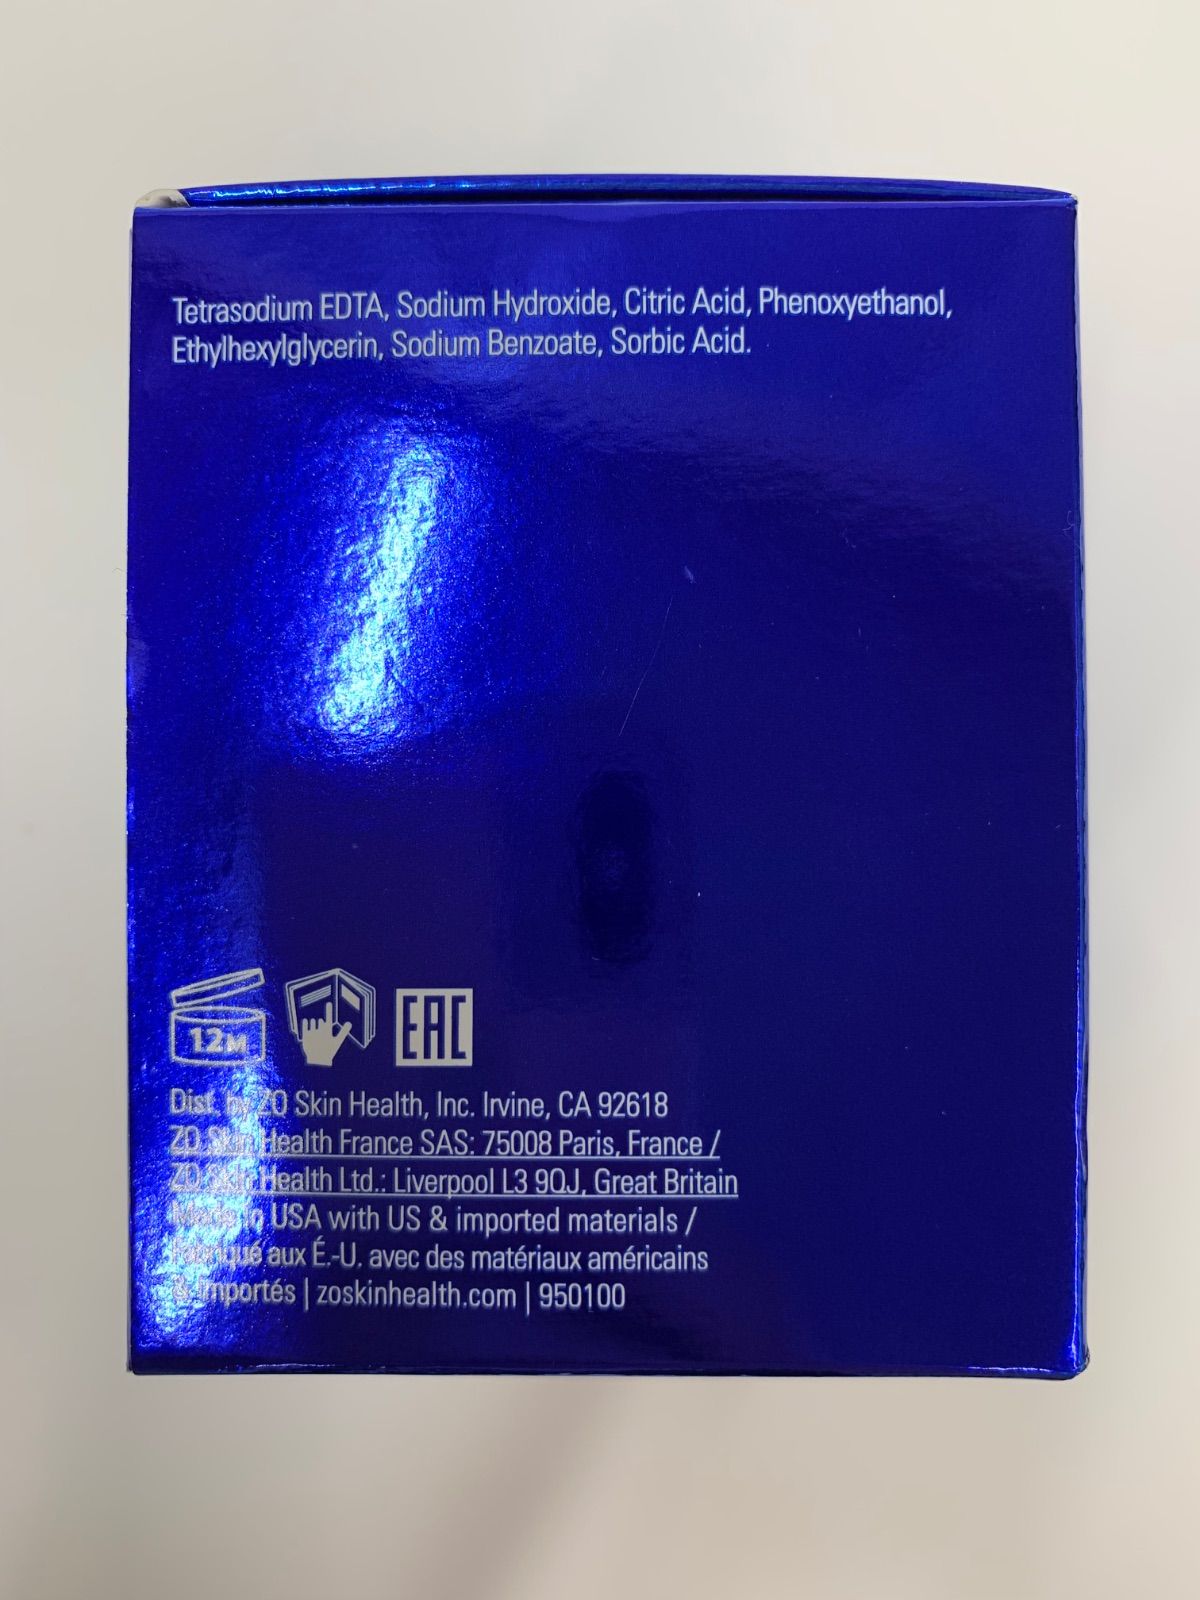 Tetrasodium EDTA, Sodium Hydroxide, Citric Acid, Phenoxyethanol,
Ethylhexylglycerin, Sodium Benzoate, Sorbic Acid.
12M
EAC
Dist. by ZO Skin Health, Inc. Irvine, CA 92618
ZO Skin Health France SAS: 75008 Paris, France /
ZO Skin Health Ltd.: Liverpool L3 9QJ, Great Britain
Made in USA with US & imported materials /
Fabriqué aux É.-U. avec des matériaux américains
& importés | zoskinhealth.com | 950100